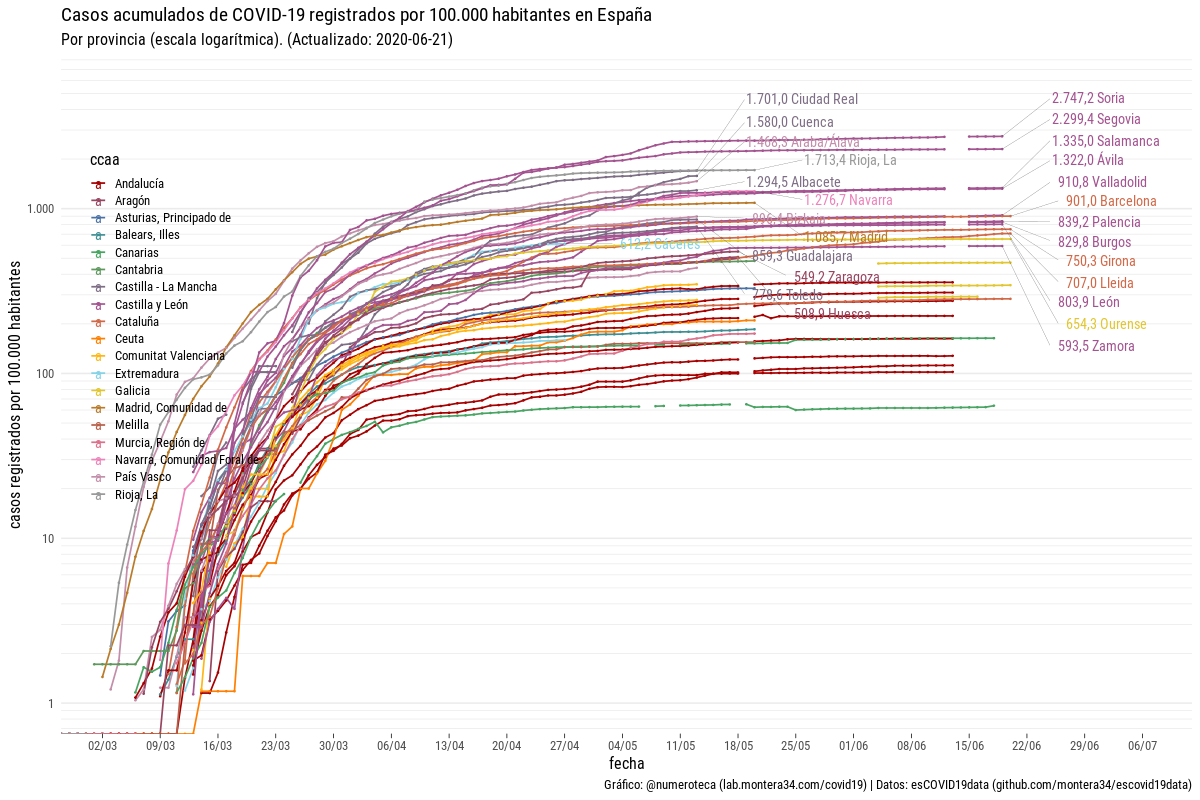 Casos acumulados de COVID-19 registrados por 100.000 habitantes en España
Por provincia (escala logarítmica). (Actualizado: 2020-06-21)
casos registrados por 100.000 habitantes
1.000
100
10
1
ccaa
Andalucía
Aragón
Asturias, Principado de
Balears, Illes
Canarias
Cantabria
Castilla - La Mancha
Castilla y León
Cataluña
Ceuta
Comunitat Valenciana
Extremadura
Galicia
Madrid, Comunidad de
Melilla
Murcia, Región de
Navarra, Comunidad Foral de
País Vasco
Rioja, La
1.701,0 Ciudad Real
1.580,0 Cuenca
1.468,3 Araba/Álava
1.713,4 Rioja, La
1.294,5 Albacete
1.276,7 Navarra
896,4 Bizkaia
1.085,7 Madrid
612,2 Cáceres
859,3 Guadalajara
549,2 Zaragoza
778,6 Toledo
508,9 Huesca
2.747,2 Soria
2.299,4 Segovia
1.335,0 Salamanca
1.322,0 Ávila
910,8 Valladolid
901,0 Barcelona
839,2 Palencia
829,8 Burgos
750,3 Girona
707,0 Lleida
803,9 León
654,3 Ourense
593,5 Zamora
02/03 09/03 16/03 23/03 30/03 06/04 13/04 20/04 27/04 04/05 11/05 18/05 25/05 01/06 08/06 15/06 22/06 29/06 06/07
fecha
Gráfico: @numeroteca (lab.montera34.com/covid19) | Datos: esCOVID19data (github.com/montera34/escovid19data)